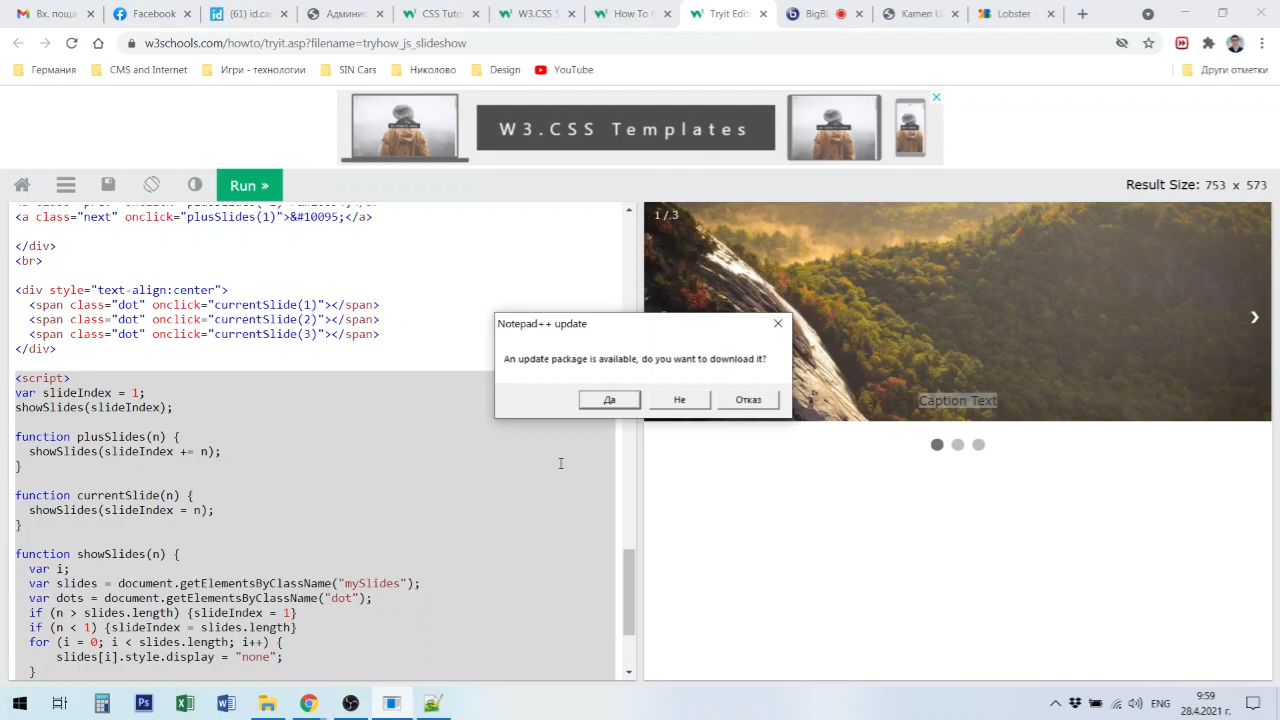 Вх. поща
Facebook
(61) id.cap
Админис
CSS Tuto
W3.CSS S
How To C
Tryit Edit
BigBl
Kamen U
Lobster -
w3schools.com/howto/tryit.asp?filename=tryhow_js_slideshow
Германия
CMS and Internet
Игри - технологии
SIN Cars
Николово
Design
YouTube
Други отметки
W3.CSS Templates
Run »
Result Size: 753 x 573
<a class="next" onclick="plusSlides(1)">&#10095;</a>
</div>
<br>
<div style="text-align:center">
<span class="dot" onclick="currentSlide(1)"></span>
<span class="dot" onclick="currentSlide(2)"></span>
<span class="dot" onclick="currentSlide(3)"></span>
</div>
<script>
var slideIndex = 1;
showSlides(slideIndex);
function plusSlides(n) {
showSlides(slideIndex += n);
}
function currentSlide(n) {
showSlides(slideIndex = n);
}
function showSlides(n) {
var i;
var slides = document.getElementsByClassName("mySlides");
var dots = document.getElementsByClassName("dot");
if (n > slides.length) {slideIndex = 1}
if (n < 1) {slideIndex = slides.length}
for (i = 0; i < slides.length; i++) {
slides[i].style.display = "none";
}
1 / 3
Caption Text
Notepad++ update
An update package is available, do you want to download it?
Да
Не
Отказ
ENG
9:59
28.4.2021 г.